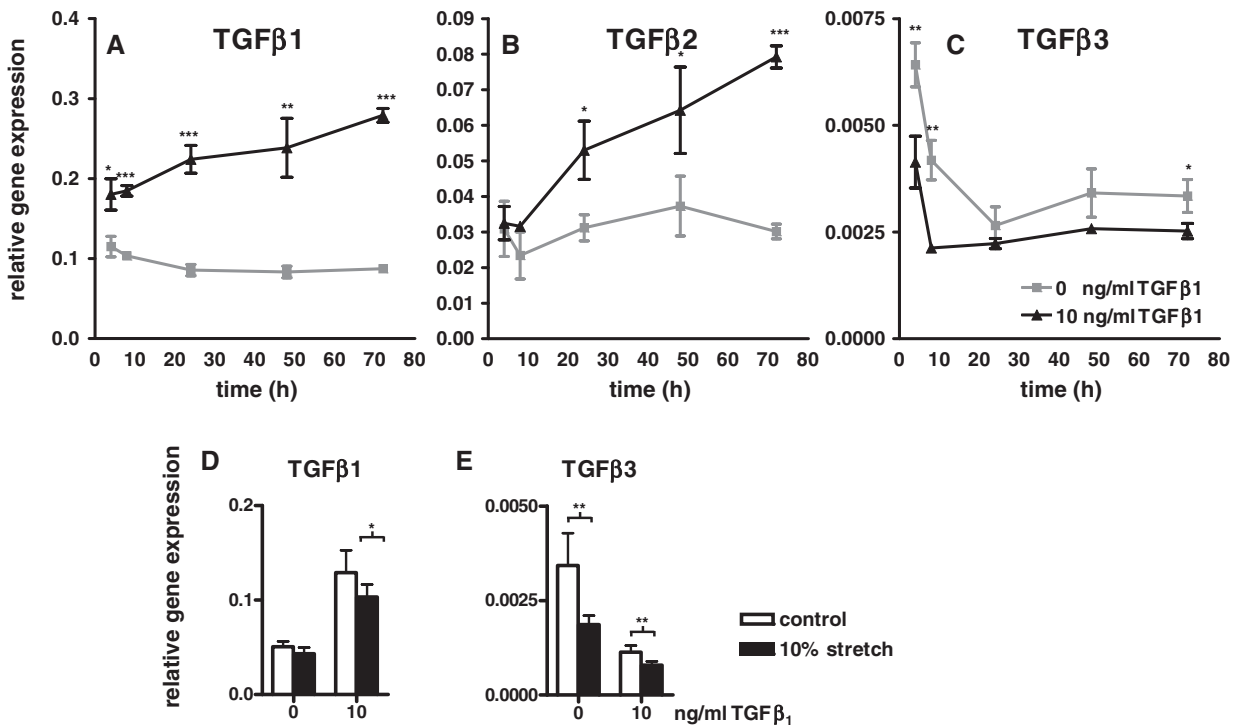 A TGFβ1
relative gene expression
0.4
0.3
0.2
0.1
0.0
* *** *** ** ***
0 10 20 30 40 50 60 70 80
time (h)
B TGFβ2
0.09
0.08
0.07
0.06
0.05
0.04
0.03
0.02
0.01
0.00
* * ***
0 10 20 30 40 50 60 70 80
time (h)
C TGFβ3
0.0075
0.0050
0.0025
0.0000
** ** *
0 ng/ml TGFβ1
10 ng/ml TGFβ1
0 10 20 30 40 50 60 70 80
time (h)
D TGFβ1
relative gene expression
0.2
0.1
0.0
*
0 10
E TGFβ3
0.0050
0.0025
0.0000
**
**
0 10 ng/ml TGFβ₁
control
10% stretch